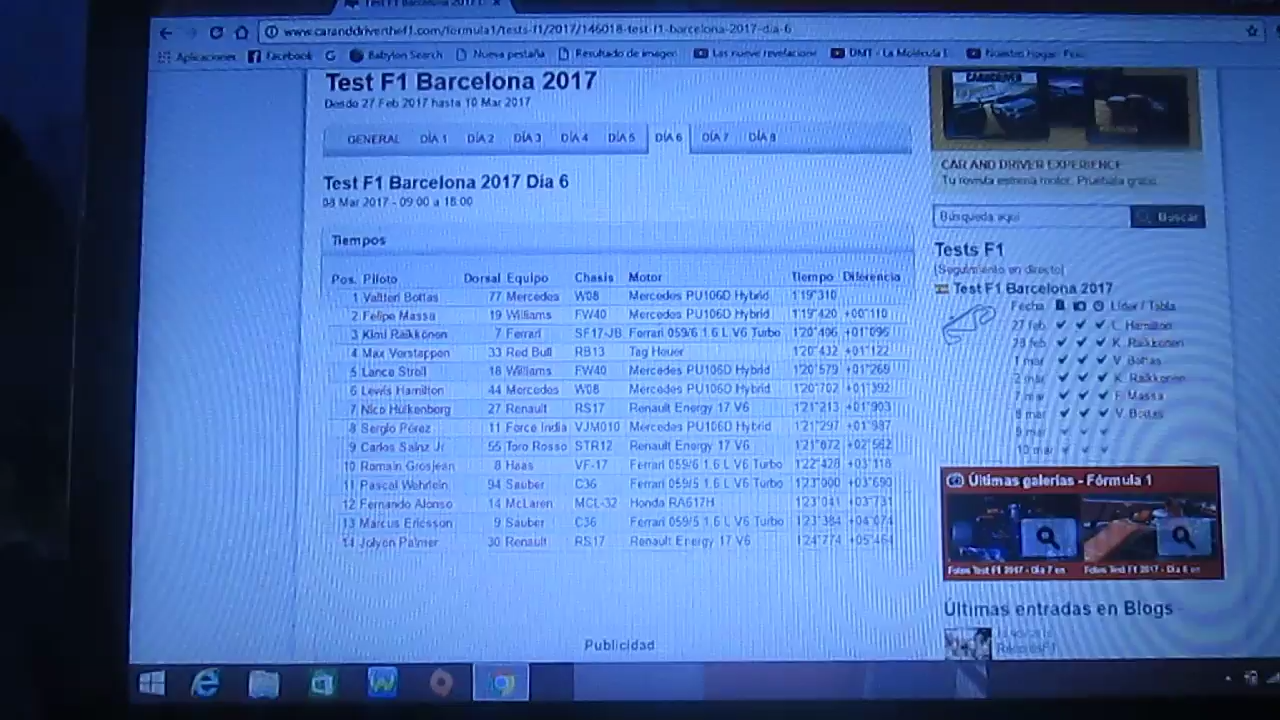 Test F1 Barcelona 2017
www.caranddriverthef1.com/formula1/tests-f1/2017/146018-test-f1-barcelona-2017-dia-6
Aplicaciones Facebook G Babylon Search Nueva pestaña Resultado de imagen Las nueve revelacione DMT - La Molécula
Test F1 Barcelona 2017
Desde 27 Feb 2017 hasta 10 Mar 2017
GENERAL DÍA 1 DÍA 2 DÍA 3 DÍA 4 DÍA 5 DÍA 6 DÍA 7 DÍA 8
Test F1 Barcelona 2017 Día 6
08 Mar 2017 - 09:00 a 18:00
Tiempos
Pos. Piloto Dorsal Equipo Chasis Motor Tiempo Diferencia
1 Valtteri Bottas 77 Mercedes W08 Mercedes PU106D Hybrid 1'19"310
2 Felipe Massa 19 Williams FW40 Mercedes PU106D Hybrid 1'19"420 +00"110
3 Kimi Raikkonen 7 Ferrari SF17-JB Ferrari 059/6 1.6 L V6 Turbo 1'20"406 +01"096
4 Max Verstappen 33 Red Bull RB13 Tag Heuer 1'20"432 +01"122
5 Lance Stroll 18 Williams FW40 Mercedes PU106D Hybrid 1'20"579 +01"269
6 Lewis Hamilton 44 Mercedes W08 Mercedes PU106D Hybrid 1'20"702 +01"392
7 Nico Hulkenberg 27 Renault RS17 Renault Energy 17 V6 1'21"213 +01"903
8 Sergio Pérez 11 Force India VJM010 Mercedes PU106D Hybrid 1'21"297 +01"987
9 Carlos Sainz Jr 55 Toro Rosso STR12 Renault Energy 17 V6 1'21"872 +02"562
10 Romain Grosjean 8 Haas VF-17 Ferrari 059/6 1.6 L V6 Turbo 1'22"428 +03"118
11 Pascal Wehrlein 94 Sauber C36 Ferrari 059/5 1.6 L V6 Turbo 1'23"000 +03"690
12 Fernando Alonso 14 McLaren MCL-32 Honda RA617H 1'23"041 +03"731
13 Marcus Ericsson 9 Sauber C36 Ferrari 059/5 1.6 L V6 Turbo 1'23"384 +04"074
14 Jolyon Palmer 30 Renault RS17 Renault Energy 17 V6 1'24"774 +05"464
Publicidad
CAR AND DRIVER EXPERIENCE
Tu revista estrena motor. Pruébala gratis.
Búsqueda aquí Buscar
Tests F1
(Seguimiento en directo)
Test F1 Barcelona 2017
Fecha Líder / Tabla
27 feb L. Hamilton
28 feb K. Raikkonen
1 mar V. Bottas
2 mar K. Raikkonen
7 mar F. Massa
8 mar V. Bottas
9 mar
10 mar
Últimas galerías - Fórmula 1
Fotos Test F1 2017 - Día 7 en Fotos Test F1 2017 - Día 6 en
Últimas entradas en Blogs